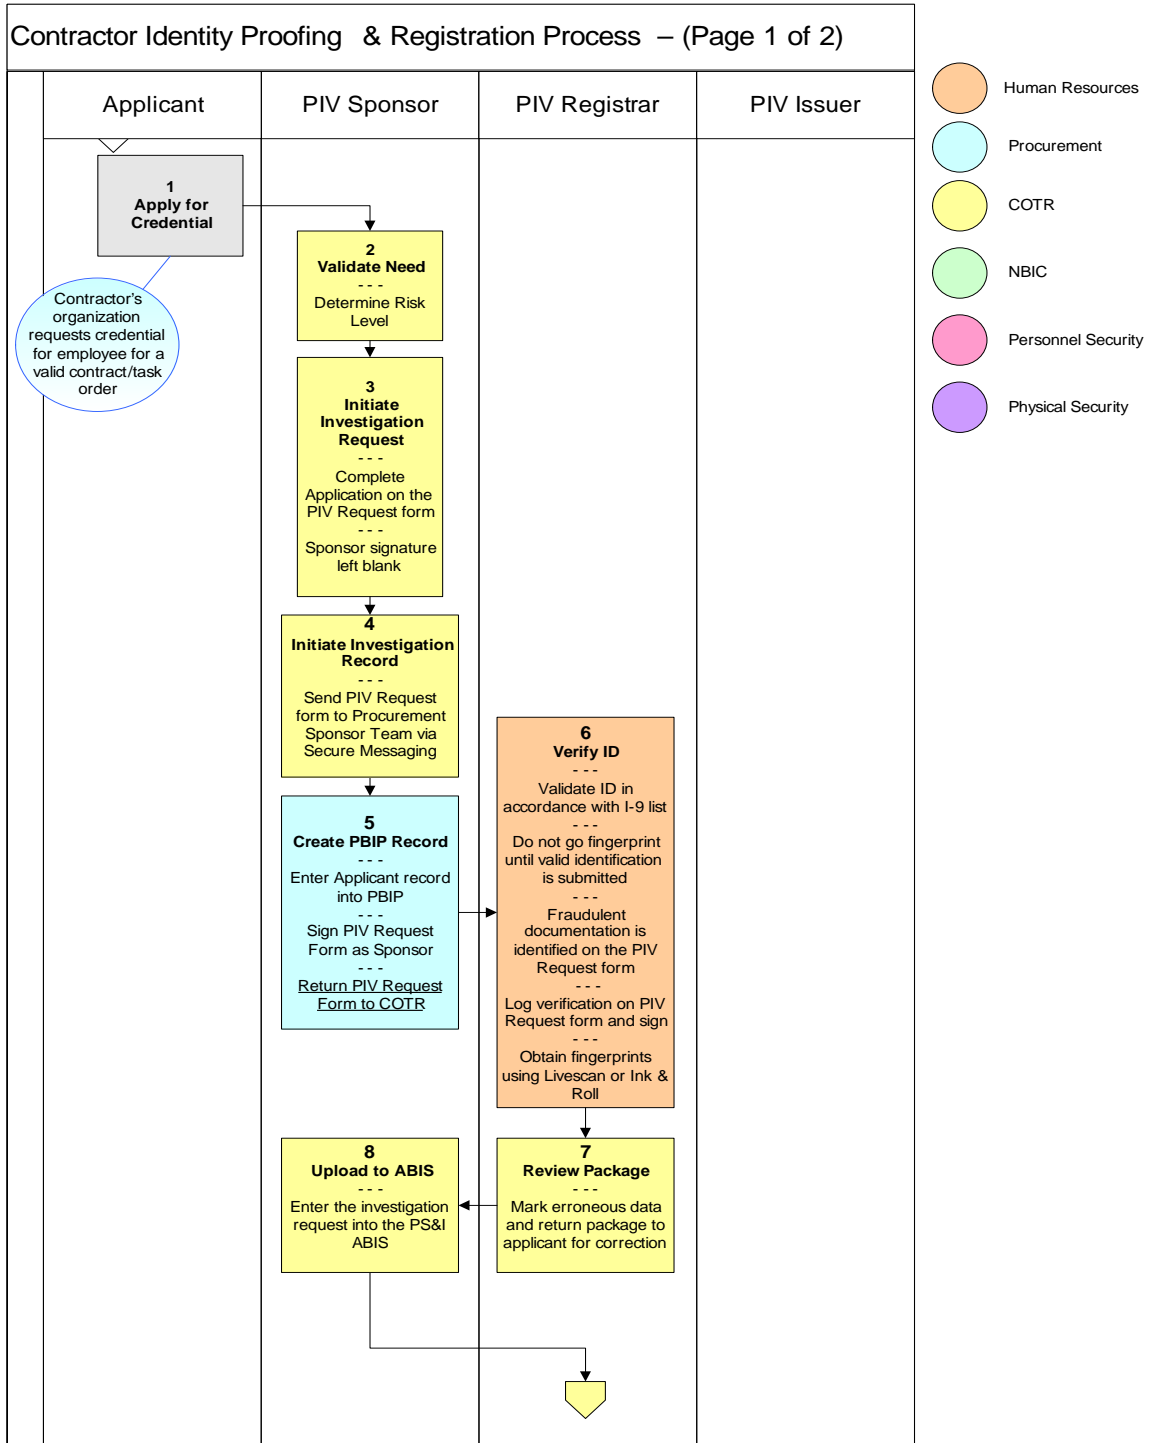 Contractor Identity Proofing & Registration Process – (Page 1 of 2)
Applicant
PIV Sponsor
PIV Registrar
PIV Issuer
1
Apply for
Credential
Contractor's
organization
requests credential
for employee for a
valid contract/task
order
2
Validate Need
- - -
Determine Risk
Level
3
Initiate
Investigation
Request
- - -
Complete
Application on the
PIV Request form
- - -
Sponsor signature
left blank
4
Initiate Investigation
Record
- - -
Send PIV Request
form to Procurement
Sponsor Team via
Secure Messaging
5
Create PBIP Record
- - -
Enter Applicant record
into PBIP
- - -
Sign PIV Request
Form as Sponsor
- - -
Return PIV Request
Form to COTR
6
Verify ID
- - -
Validate ID in
accordance with I-9 list
- - -
Do not go fingerprint
until valid identification
is submitted
- - -
Fraudulent
documentation is
identified on the PIV
Request form
- - -
Log verification on PIV
Request form and sign
- - -
Obtain fingerprints
using Livescan or Ink &
Roll
7
Review Package
- - -
Mark erroneous data
and return package to
applicant for correction
8
Upload to ABIS
- - -
Enter the investigation
request into the PS&I
ABIS
Human Resources
Procurement
COTR
NBIC
Personnel Security
Physical Security